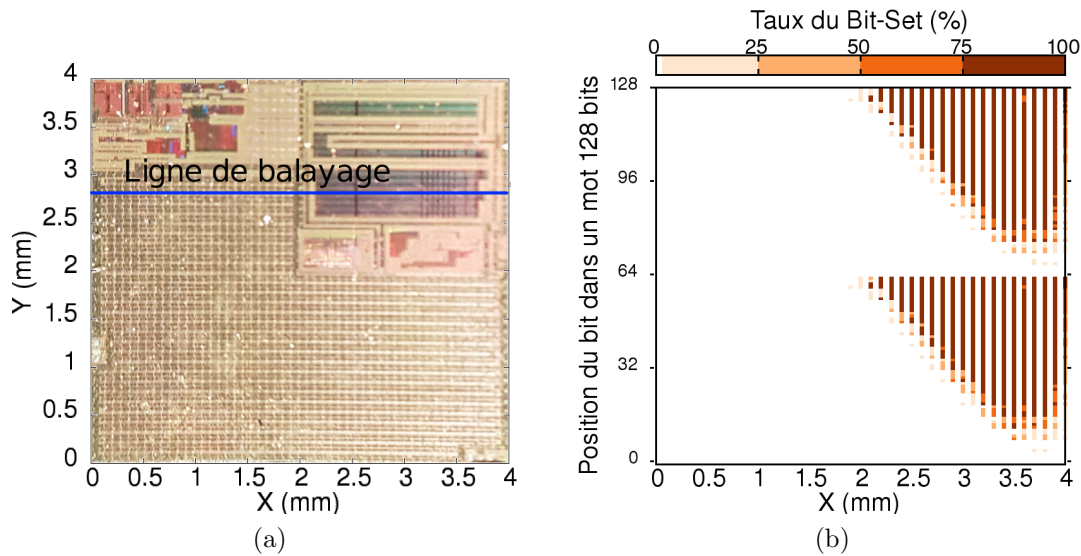 Taux du Bit-Set (%)
0 25 50 75 100
4
3.5
3
2.5
2
1.5
1
0.5
0
Y (mm)
Ligne de balayage
0 0.5 1 1.5 2 2.5 3 3.5 4
X (mm)
(a)
Position du bit dans un mot 128 bits
128
96
64
32
0
0 0.5 1 1.5 2 2.5 3 3.5 4
X (mm)
(b)